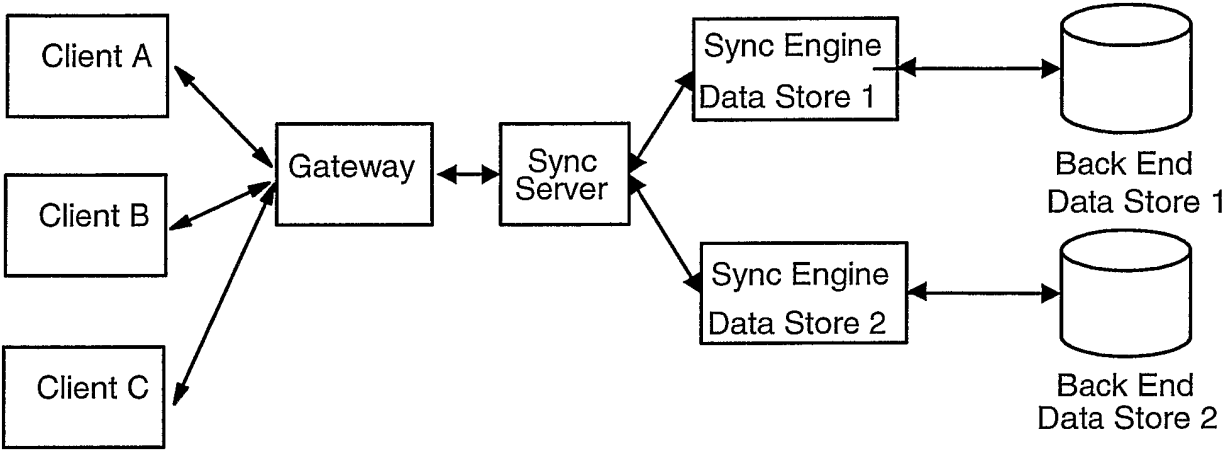 Client A
Client B
Client C
Gateway
Sync
Server
Sync Engine
Data Store 1
Sync Engine
Data Store 2
Back End
Data Store 1
Back End
Data Store 2